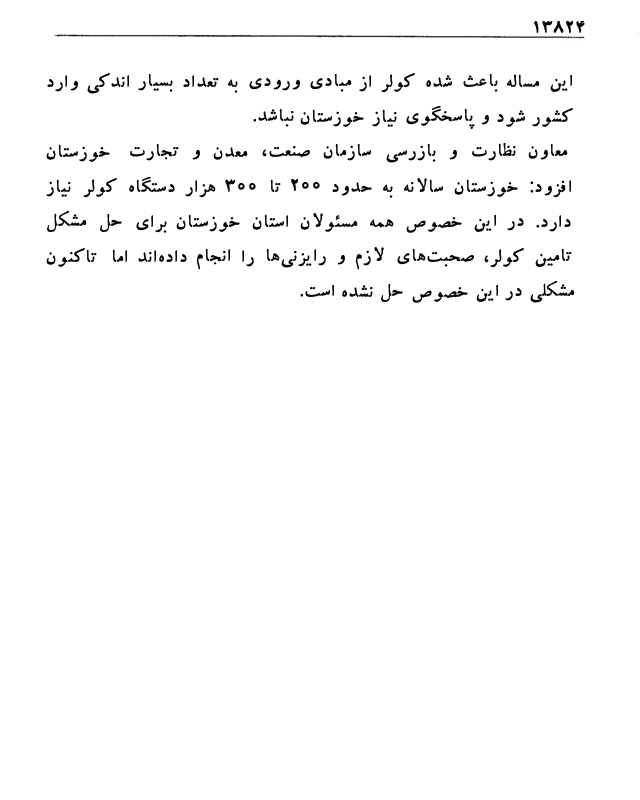 ۱۳۸۲۴
این مساله باعث شده کولر از مبادی ورودی به تعداد بسیار اندکی وارد
کشور شود و پاسخگوی نیاز خوزستان نباشد.
معاون نظارت و بازرسی سازمان صنعت، معدن و تجارت خوزستان
افزود: خوزستان سالانه به حدود ۲۰۰ تا ۳۰۰ هزار دستگاه کولر نیاز
دارد. در این خصوص همه مسئولان استان خوزستان برای حل مشکل
تامین کولر، صحبت‌های لازم و رایزنی‌ها را انجام داده‌اند اما تاکنون
مشکلی در این خصوص حل نشده است.